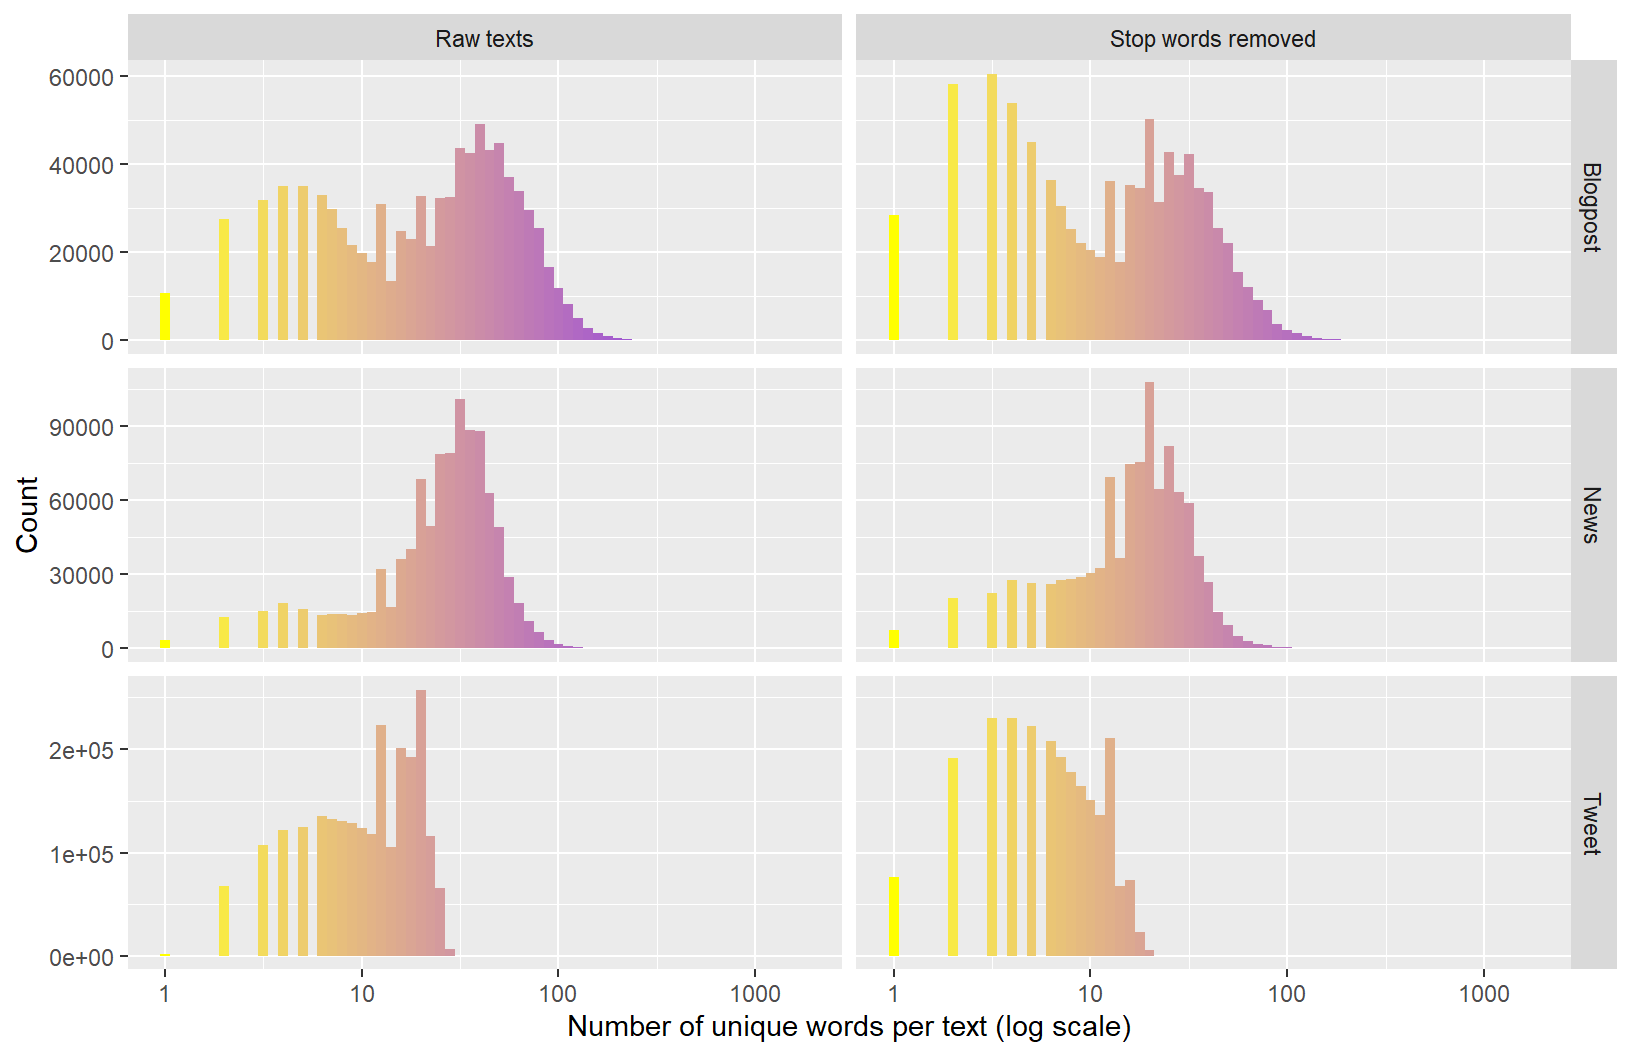 Raw texts
Stop words removed
60000
40000
20000
0
Blogpost
90000
60000
30000
0
News
2e+05
1e+05
0e+00
Tweet
Count
1 10 100 1000
1 10 100 1000
Number of unique words per text (log scale)